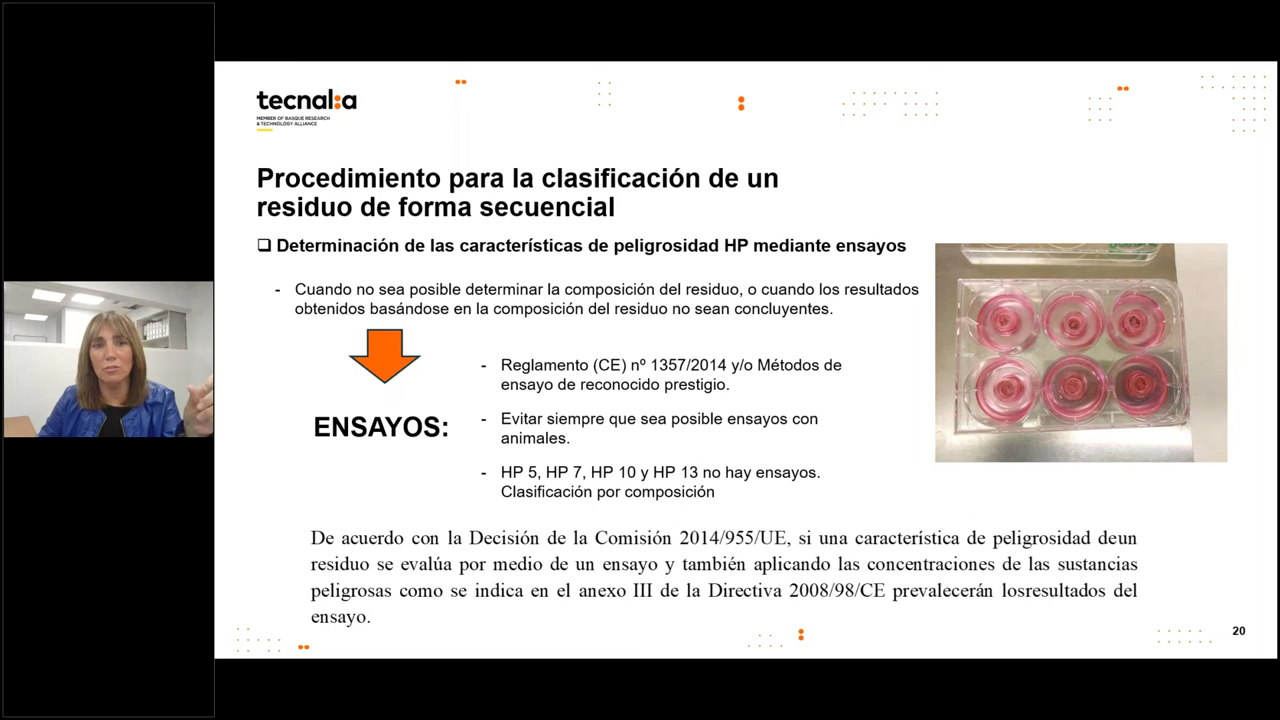 tecnal:a
MEMBER OF BASQUE RESEARCH
& TECHNOLOGY ALLIANCE
Procedimiento para la clasificación de un
residuo de forma secuencial
❑ Determinación de las características de peligrosidad HP mediante ensayos
- Cuando no sea posible determinar la composición del residuo, o cuando los resultados
obtenidos basándose en la composición del residuo no sean concluyentes.
ENSAYOS:
- Reglamento (CE) nº 1357/2014 y/o Métodos de
ensayo de reconocido prestigio.
- Evitar siempre que sea posible ensayos con
animales.
- HP 5, HP 7, HP 10 y HP 13 no hay ensayos.
Clasificación por composición
De acuerdo con la Decisión de la Comisión 2014/955/UE, si una característica de peligrosidad deun
residuo se evalúa por medio de un ensayo y también aplicando las concentraciones de las sustancias
peligrosas como se indica en el anexo III de la Directiva 2008/98/CE prevalecerán losresultados del
ensayo.
20